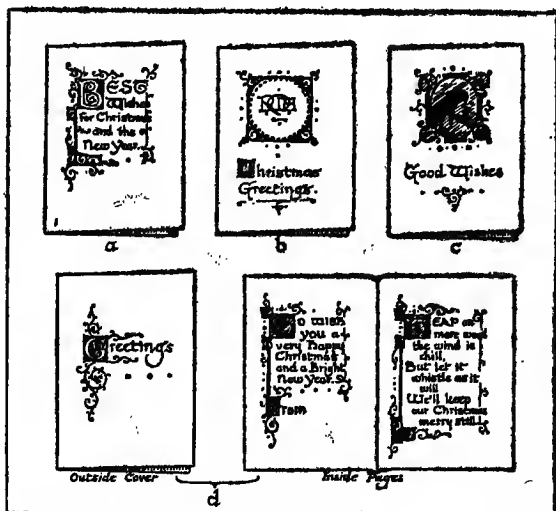 BEST
Wishes
for Christmas
and the
New Year.
a
Christmas
Greetings.
b
Good Wishes
c
Greetings
Outside Cover
To wish
you a
very happy
Christmas
and a Bright
New Year.
From
HEAP on
more wood
the wind is
chill,
But let it
whistle as it
will
We'll keep
our Christmas
merry still
Inside Pages
d